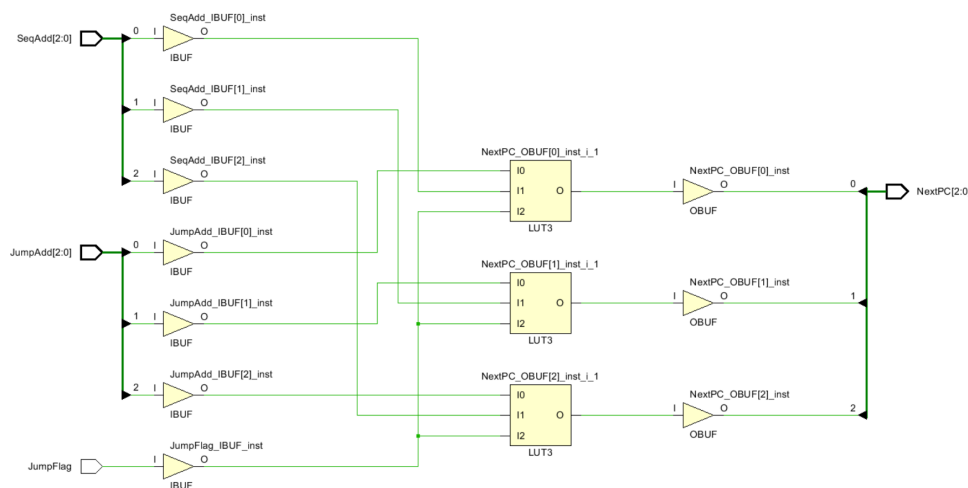 SeqAdd_IBUF[0]_inst
SeqAdd[2:0]
0
I
O
IBUF
SeqAdd_IBUF[1]_inst
1
I
O
IBUF
SeqAdd_IBUF[2]_inst
2
I
O
IBUF
JumpAdd_IBUF[0]_inst
JumpAdd[2:0]
0
I
O
IBUF
JumpAdd_IBUF[1]_inst
1
I
O
IBUF
JumpAdd_IBUF[2]_inst
2
I
O
IBUF
JumpFlag_IBUF_inst
JumpFlag
I
O
IBUF
NextPC_OBUF[0]_inst_i_1
I0
I1
O
I2
LUT3
NextPC_OBUF[1]_inst_i_1
I0
I1
O
I2
LUT3
NextPC_OBUF[2]_inst_i_1
I0
I1
O
I2
LUT3
NextPC_OBUF[0]_inst
I
O
0
OBUF
NextPC[2:0
NextPC_OBUF[1]_inst
I
O
1
OBUF
NextPC_OBUF[2]_inst
I
O
2
OBUF